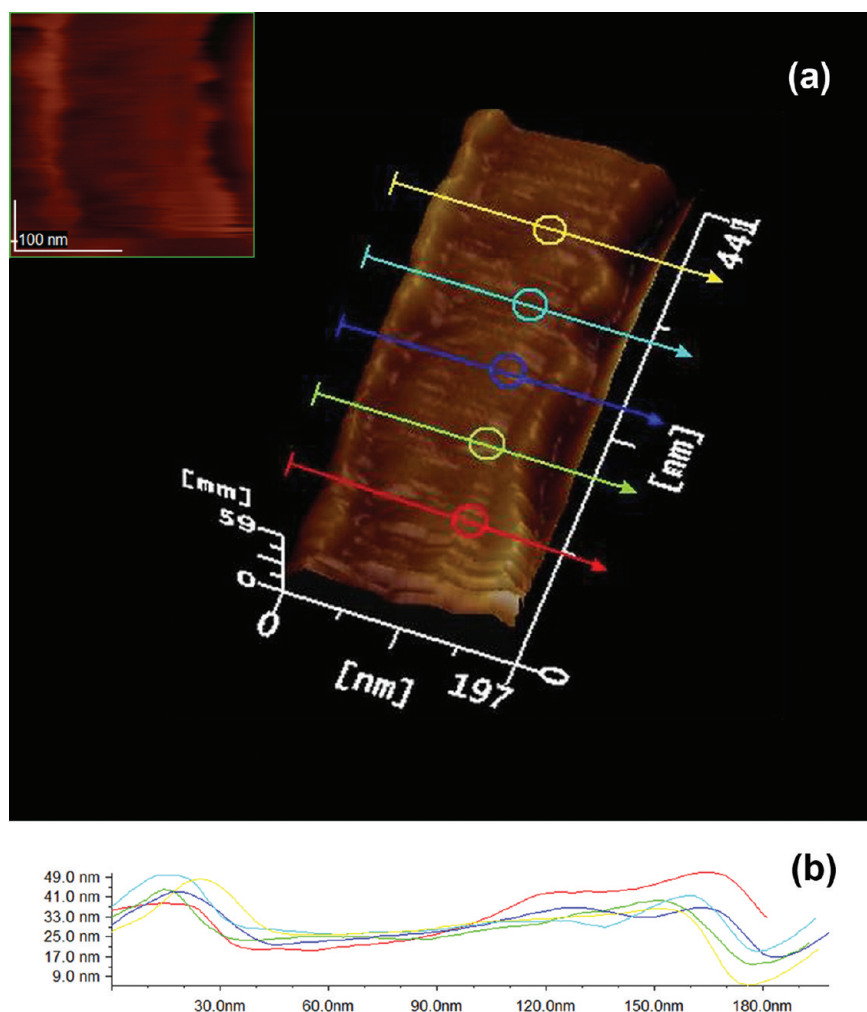 (a)
100 nm
441
[nm]
[mm]
59
0
0
[nm]
197
0
(b)
49.0 nm
41.0 nm
33.0 nm
25.0 nm
17.0 nm
9.0 nm
30.0nm
60.0nm
90.0nm
120.0nm
150.0nm
180.0nm